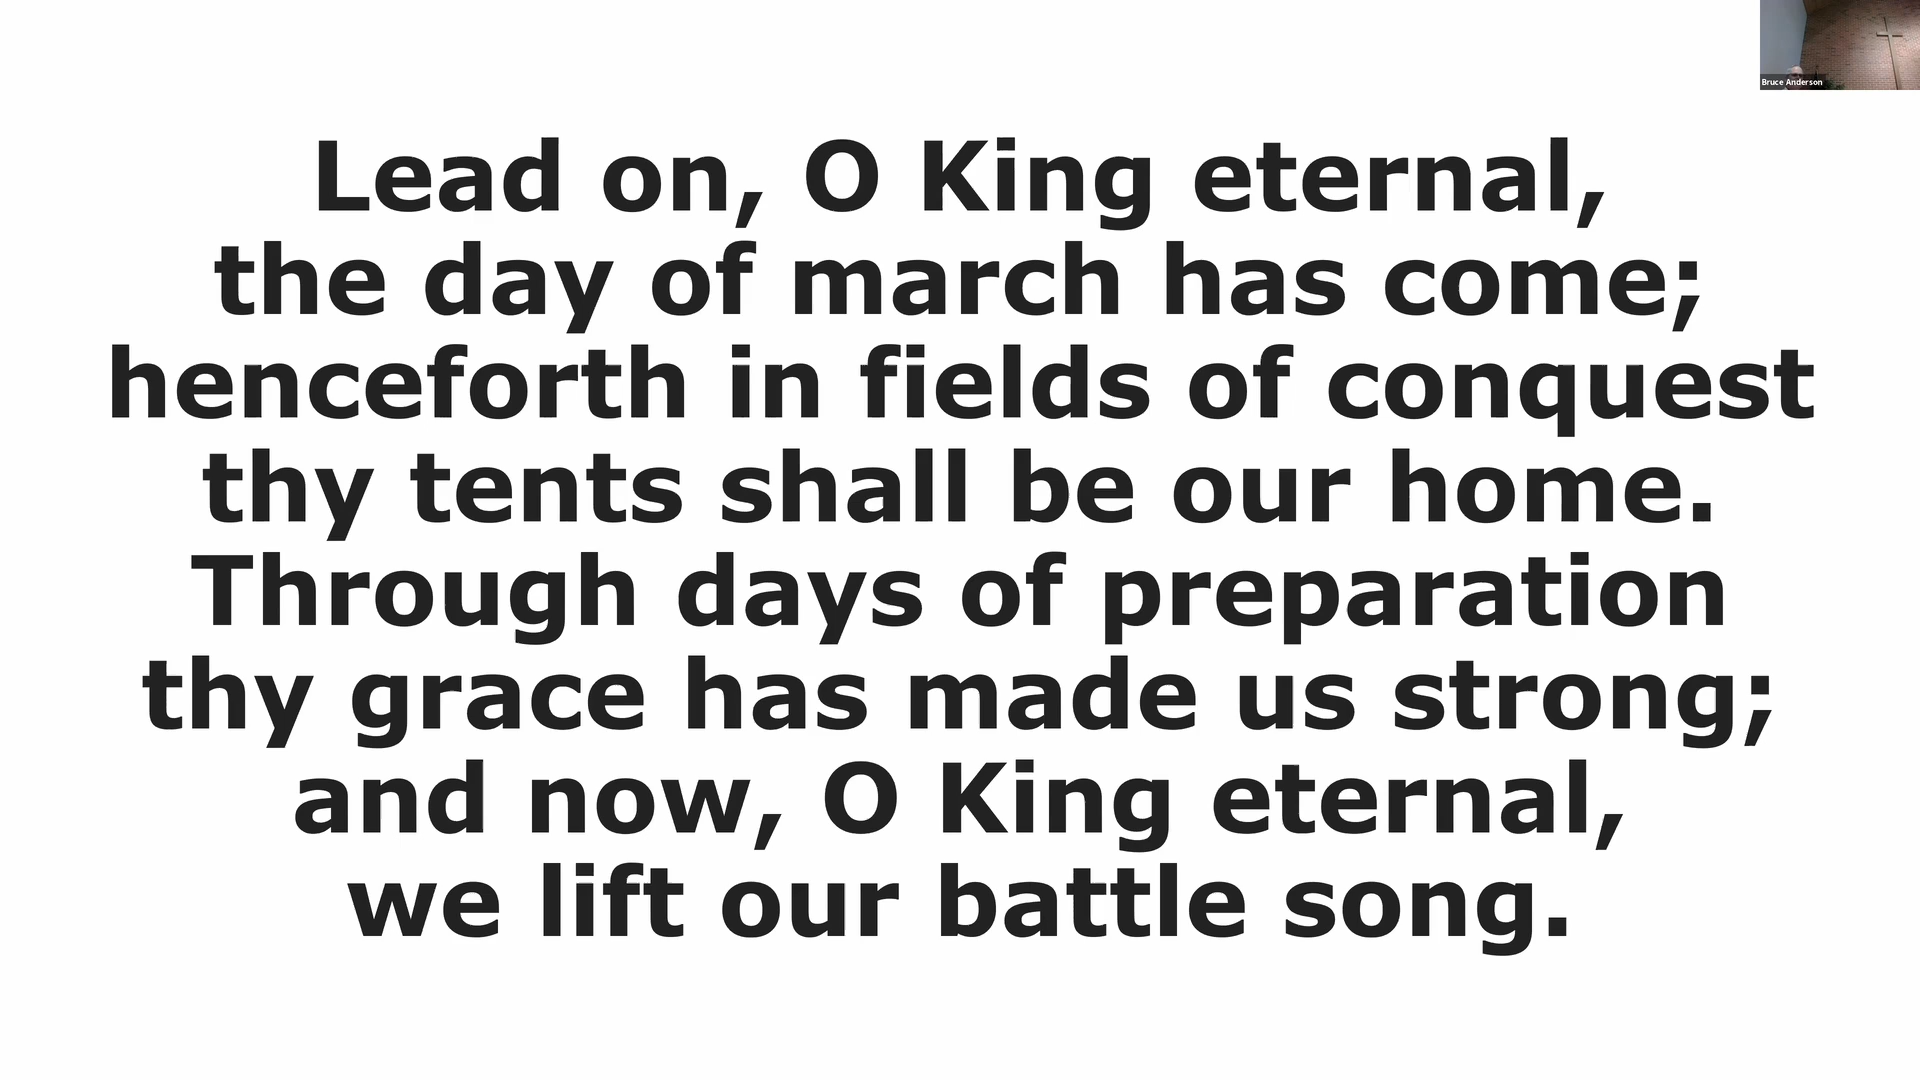 Bruce Anderson
Lead on, O King eternal,
the day of march has come;
henceforth in fields of conquest
thy tents shall be our home.
Through days of preparation
thy grace has made us strong;
and now, O King eternal,
we lift our battle song.